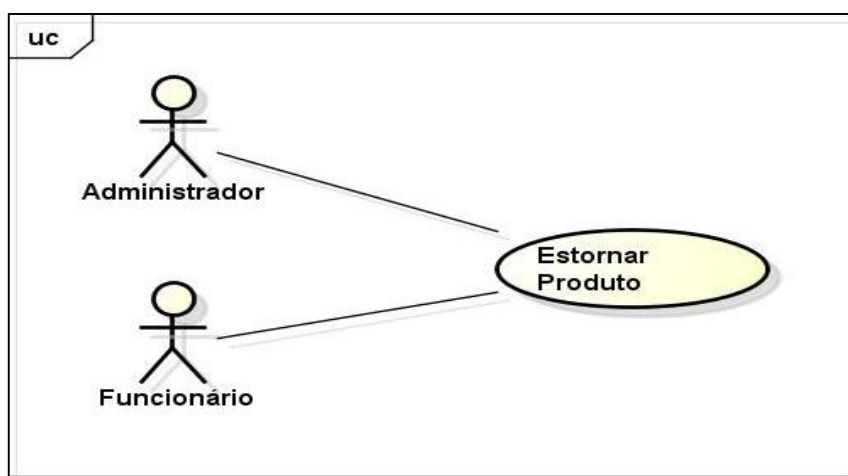 uc
Administrador
Estornar
Produto
Funcionário